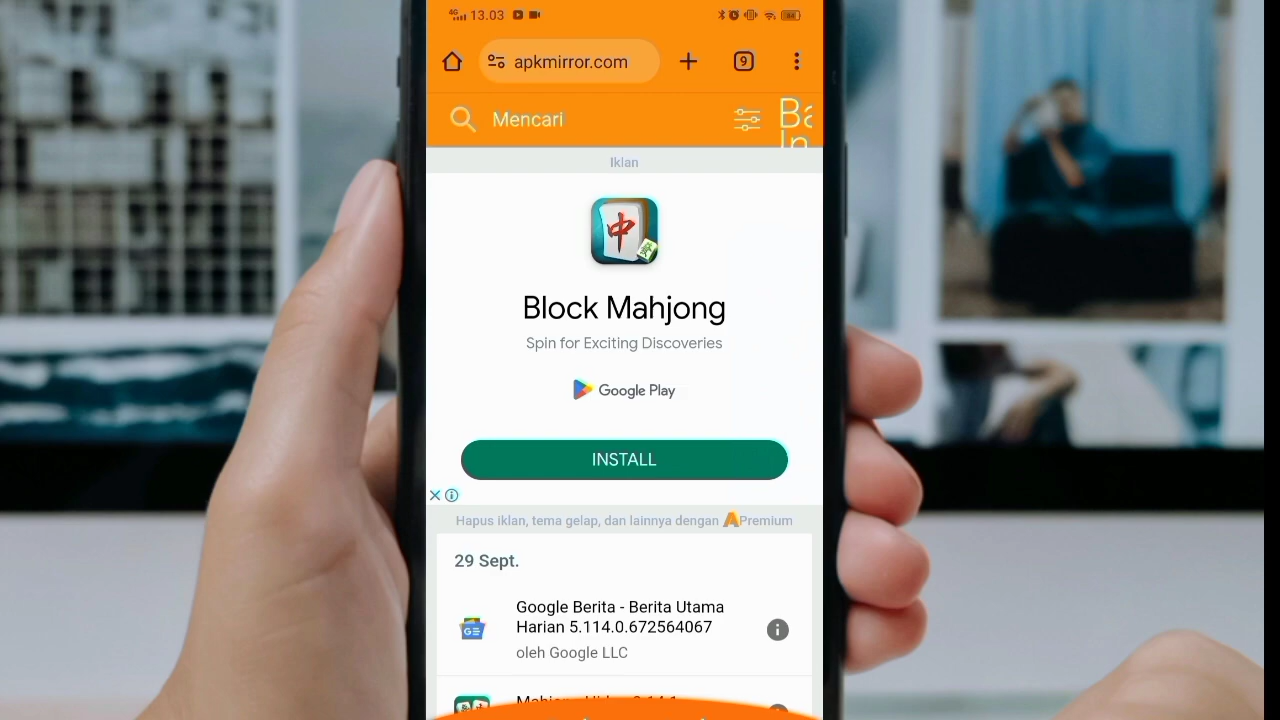 4G 13.03
apkmirror.com
9
Mencari
Iklan
中
Block Mahjong
Spin for Exciting Discoveries
Google Play
INSTALL
Hapus iklan, tema gelap, dan lainnya dengan Premium
29 Sept.
Google Berita - Berita Utama
Harian 5.114.0.672564067
oleh Google LLC